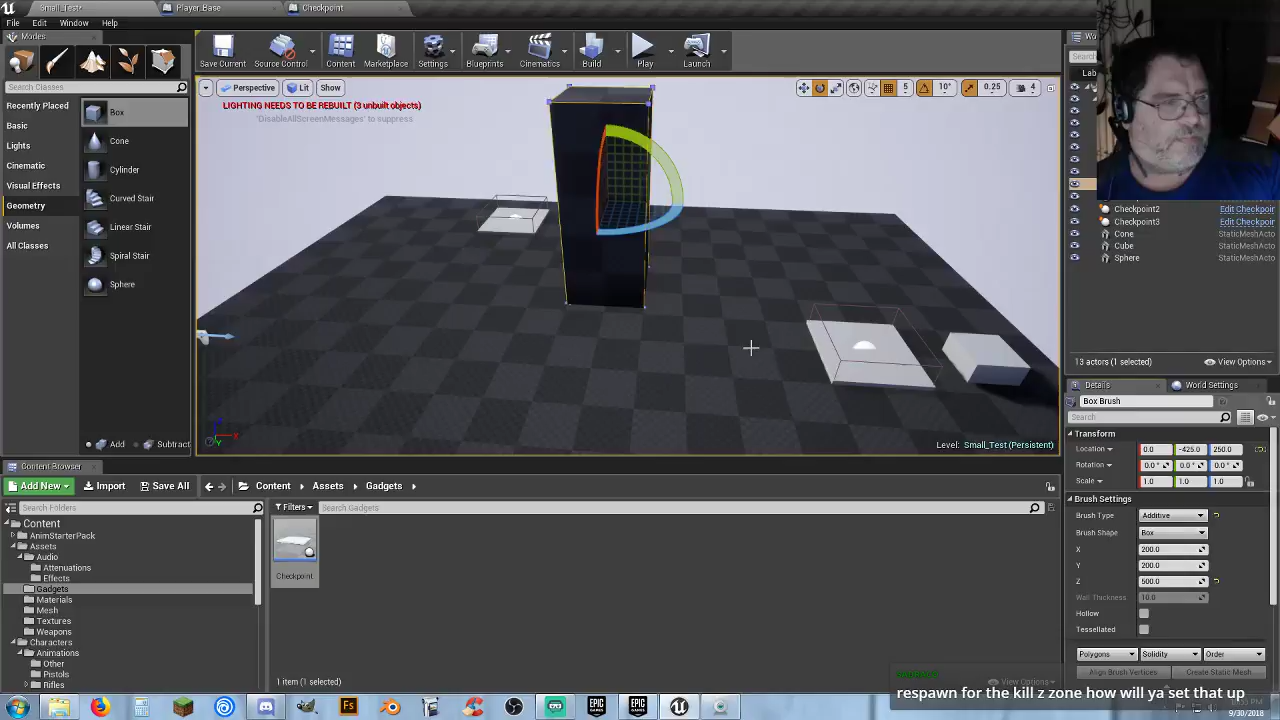 Small_Test•
Player.Base
Checkpoint
File Edit Window Help
Modes
Search Classes
Recently Placed
Basic
Lights
Cinematic
Visual Effects
Geometry
Volumes
All Classes
Box
Cone
Cylinder
Curved Stair
Linear Stair
Spiral Stair
Sphere
Add Subtract
Save Current Source Control Content Marketplace Settings Blueprints Cinematics Build Play Launch
Perspective Lit Show
5 10° 0.25 4
LIGHTING NEEDS TO BE REBUILT (3 unbuilt objects)
'DisableAllScreenMessages' to suppress
Level: Small_Test (Persistent)
Content Browser
Add New Import Save All Content Assets Gadgets
Search Folders
Filters Search Gadgets
Content
AnimStarterPack
Assets
Audio
Attenuations
Effects
Gadgets
Materials
Mesh
Textures
Weapons
Characters
Animations
Other
Pistols
Rifles
Checkpoint
1 item (1 selected)
View Options
Lab
Checkpoint2 Edit Checkpoir
Checkpoint3 Edit Checkpoir
Cone StaticMeshActo
Cube StaticMeshActo
Sphere StaticMeshActo
13 actors (1 selected) View Options
Details World Settings
Box Brush
Search
Transform
Location 0.0 -425.0 250.0
Rotation 0.0 ° 0.0 ° 0.0 °
Scale 1.0 1.0 1.0
Brush Settings
Brush Type Additive
Brush Shape Box
X 200.0
Y 200.0
Z 500.0
Wall Thickness 10.0
Hollow
Tessellated
Polygons Solidity Order
Align Brush Vertices Create Static Mesh
respawn for the kill z zone how will ya set that up
9/30/2018